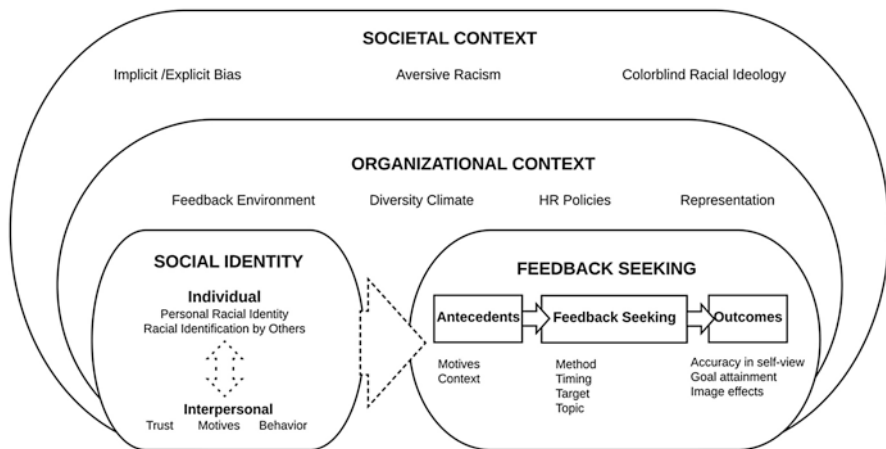 SOCIETAL CONTEXT
Implicit /Explicit Bias Aversive Racism Colorblind Racial Ideology
ORGANIZATIONAL CONTEXT
Feedback Environment Diversity Climate HR Policies Representation
SOCIAL IDENTITY
Individual
Personal Racial Identity
Racial Identification by Others
Interpersonal
Trust Motives Behavior
FEEDBACK SEEKING
Antecedents Feedback Seeking Outcomes
Motives
Context
Method
Timing
Target
Topic
Accuracy in self-view
Goal attainment
Image effects